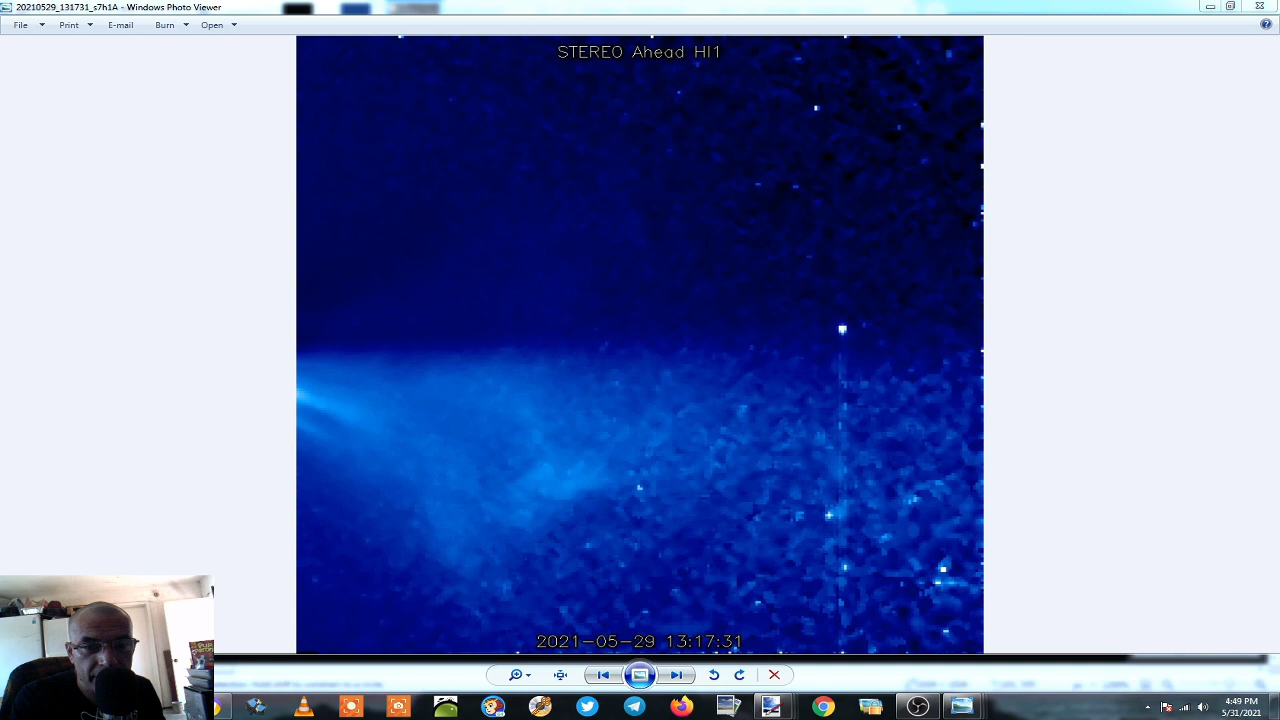 20210529_131731_s7h1A - Windows Photo Viewer
File Print E-mail Burn Open
STEREO Ahead HI1
2021-05-29 13:17:31
4:49 PM
5/31/2021